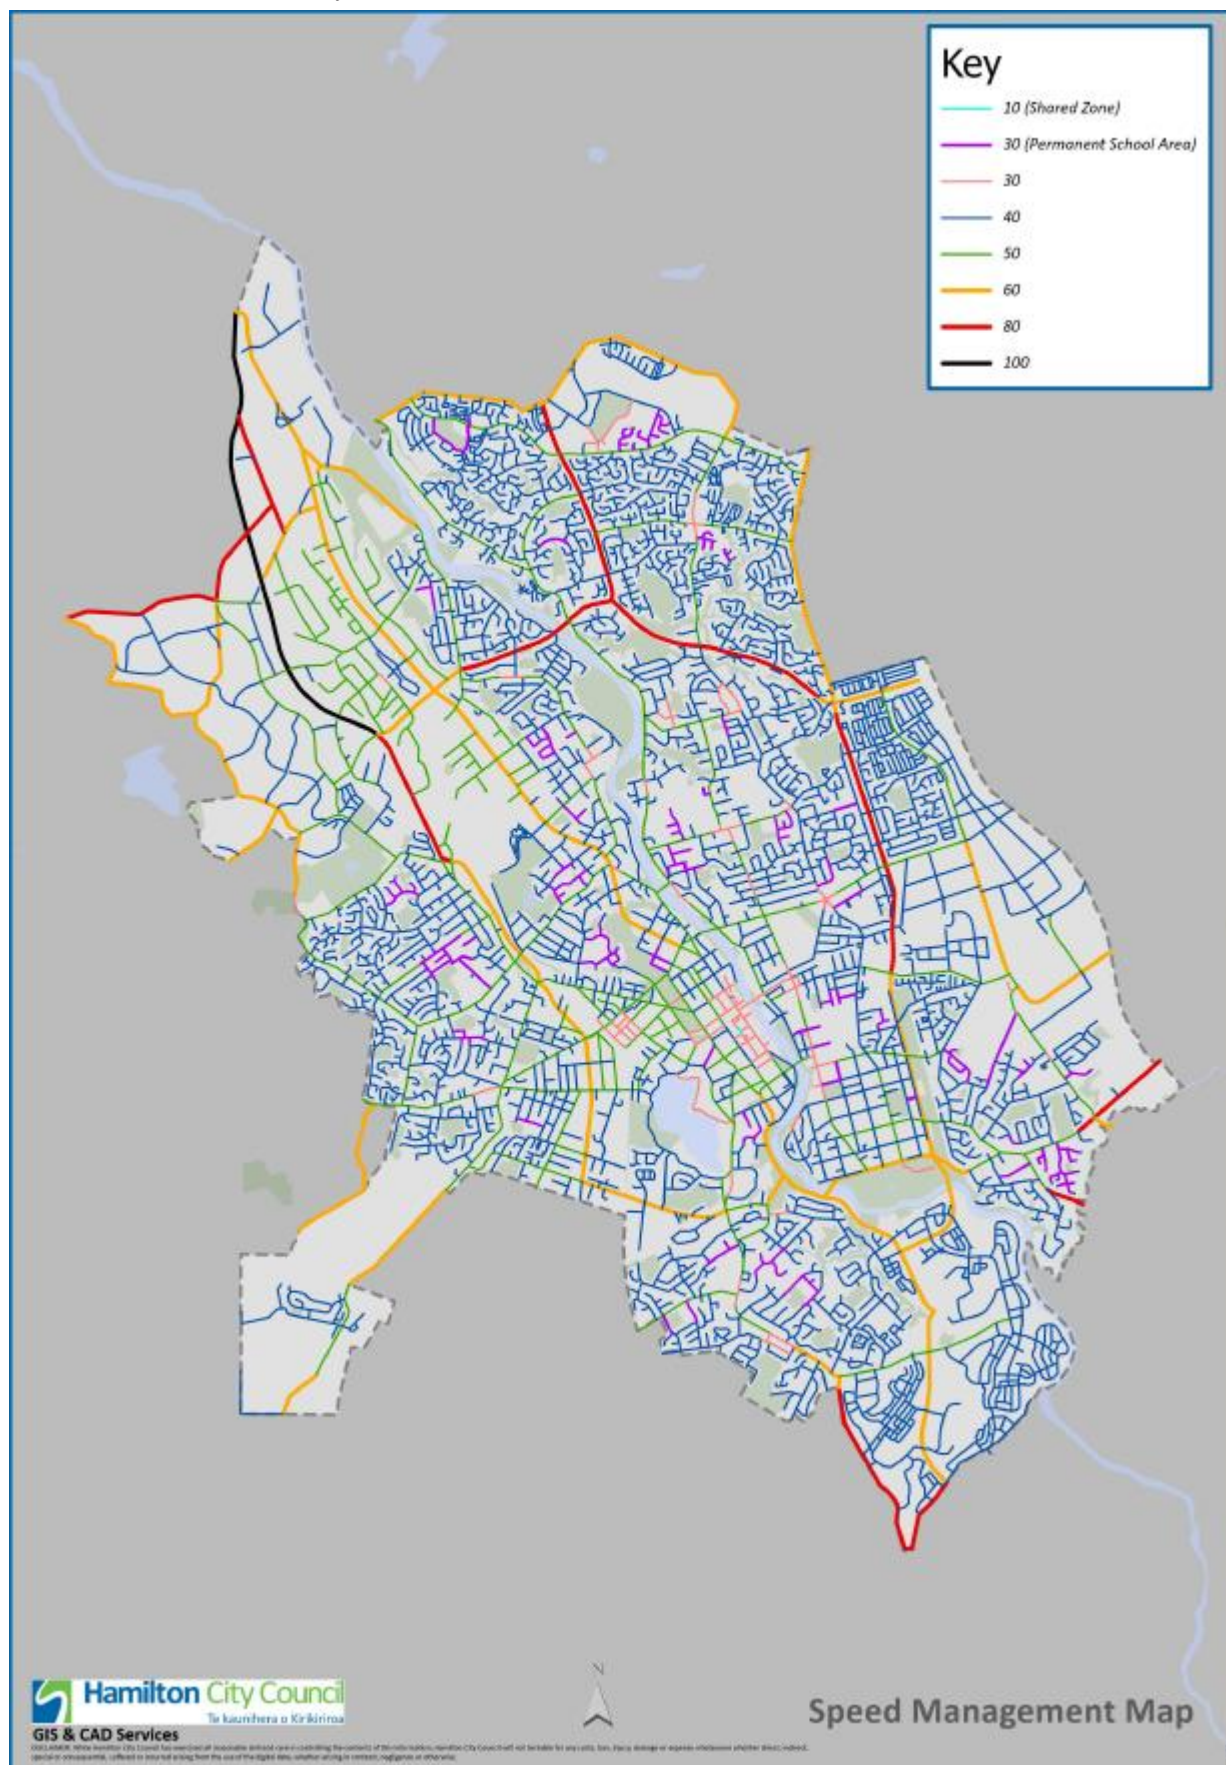 Key
10 (Shared Zone)
30 (Permanent School Area)
30
40
50
60
80
100
N
Hamilton City Council
Te kaunihera o Kirikiriroa
GIS & CAD Services
Speed Management Map